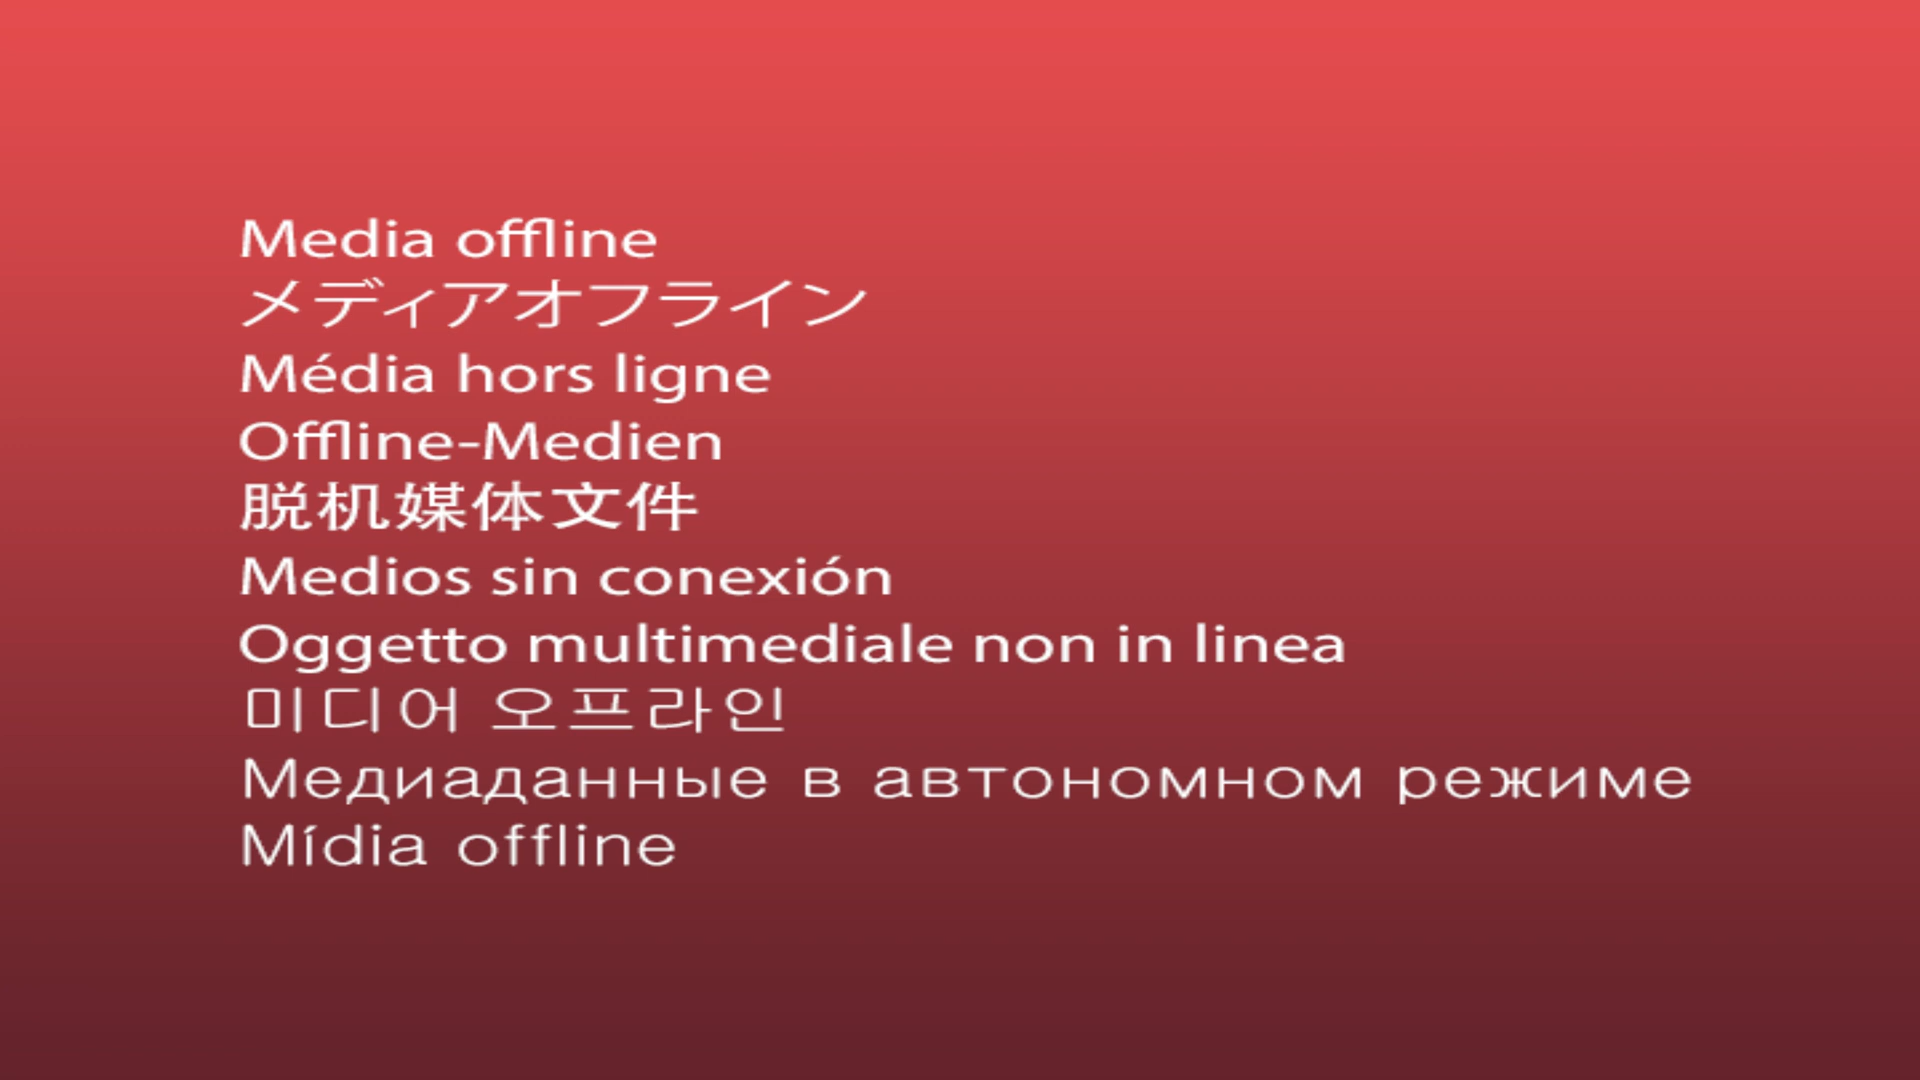 Media offline
メディアオフライン
Média hors ligne
Offline-Medien
脱机媒体文件
Medios sin conexión
Oggetto multimediale non in linea
미디어 오프라인
Медиаданные в автономном режиме
Mídia offline